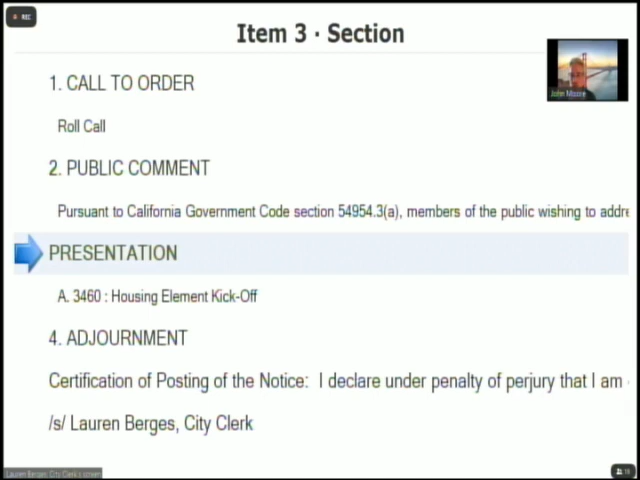 REC
Item 3 · Section
1. CALL TO ORDER
John Moore
Roll Call
2. PUBLIC COMMENT
Pursuant to California Government Code section 54954.3(a), members of the public wishing to addre
PRESENTATION
A. 3460 : Housing Element Kick-Off
4. ADJOURNMENT
Certification of Posting of the Notice: I declare under penalty of perjury that I am
/s/ Lauren Berges, City Clerk
Lauren Berges City Clerk's screen